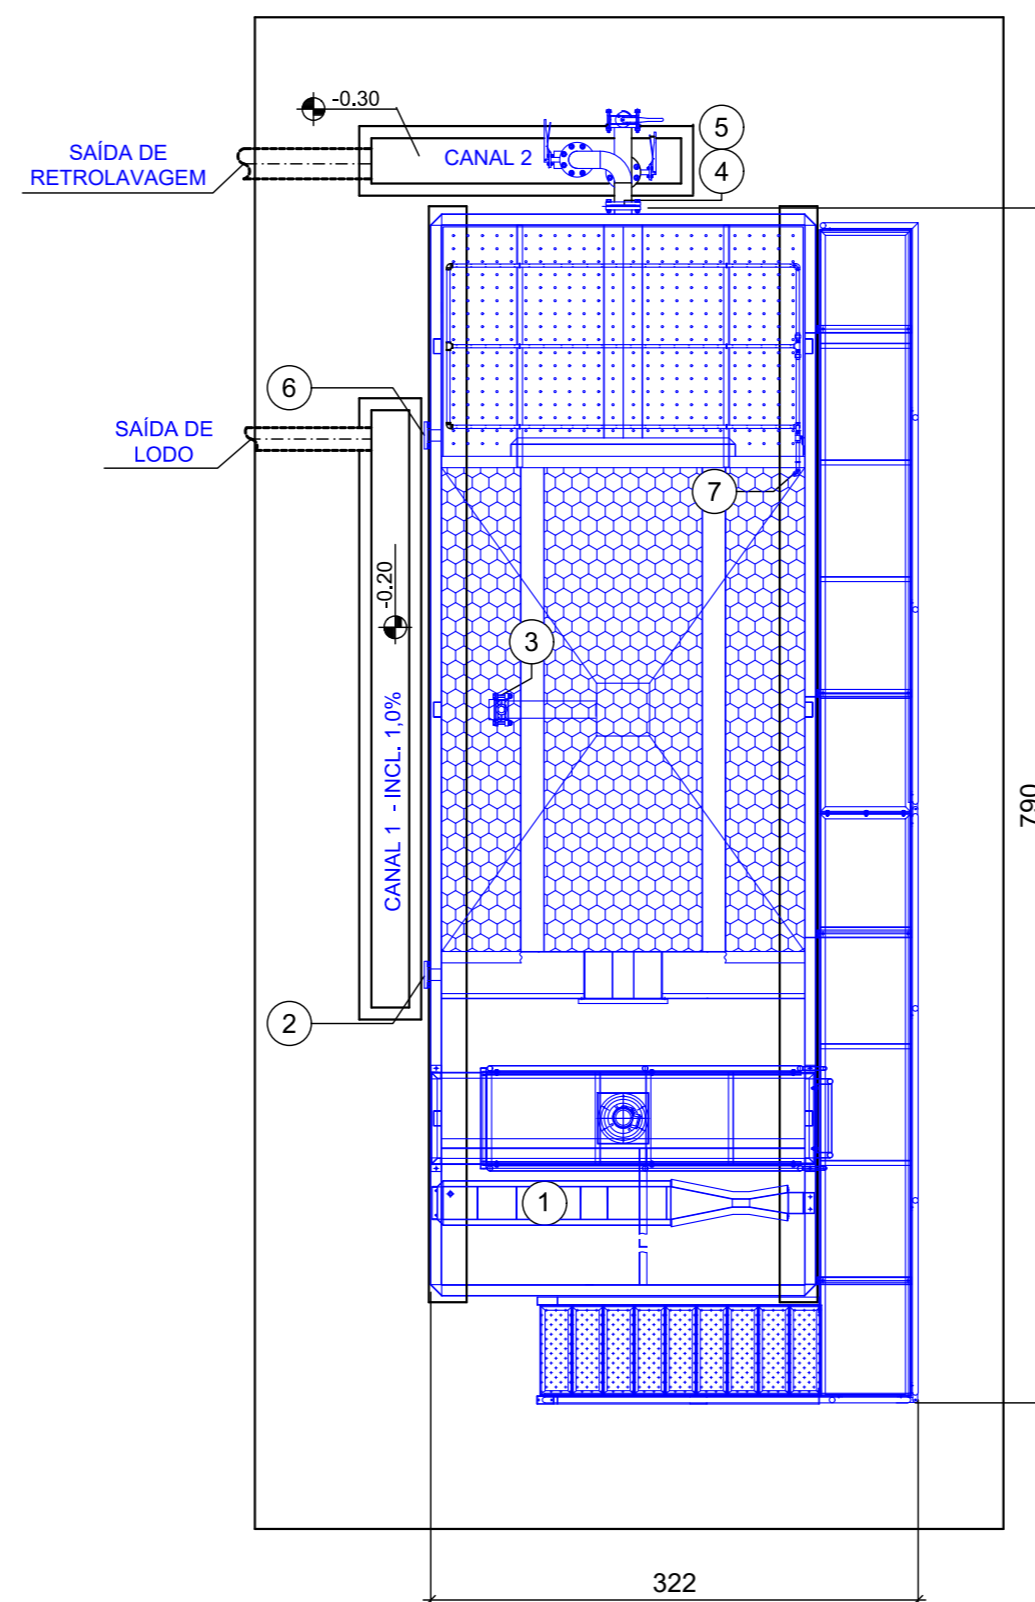 -0.30
SAÍDA DE
RETROLAVAGEM
CANAL 2
5
4
6
SAÍDA DE
LODO
7
-0.20
3
CANAL 1 - INCL. 1,0%
790
2
1
322